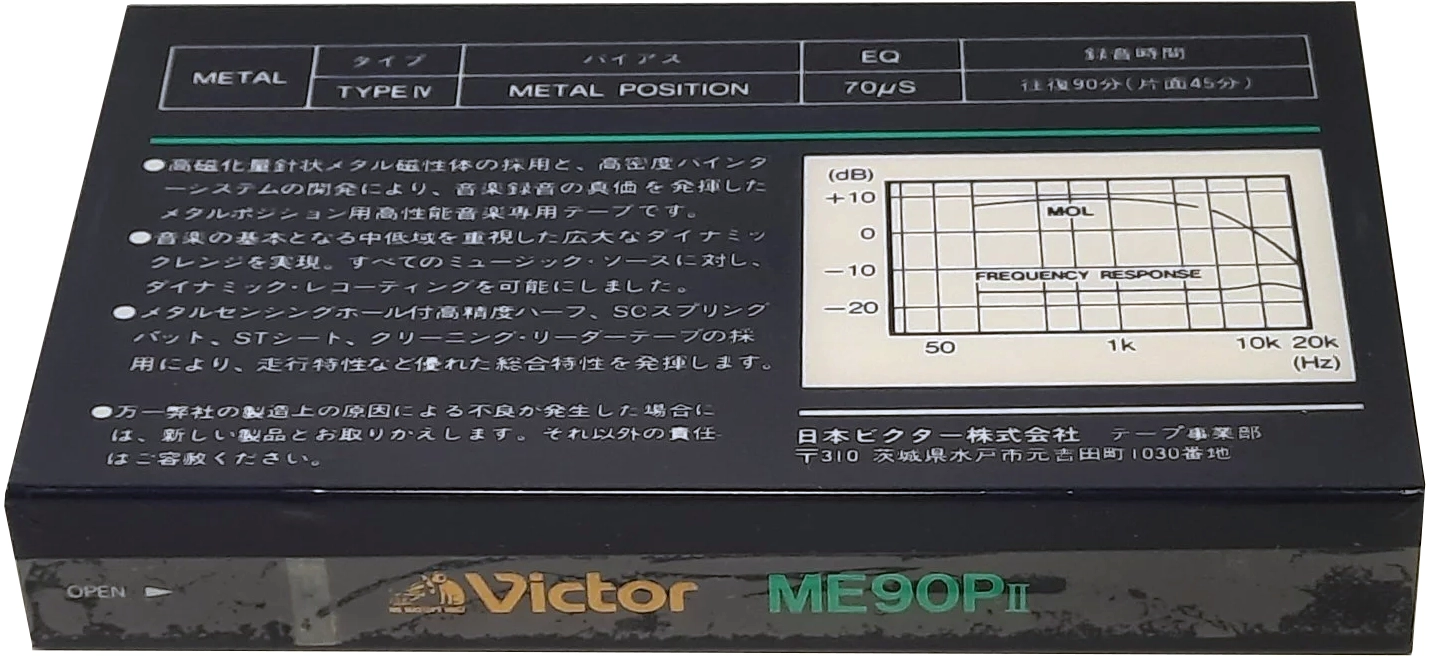 METAL タイプ バイアス EQ 録音時間
TYPE IV METAL POSITION 70μS 往復90分(片面45分)
●高磁化量針状メタル磁性体の採用と、高密度バインタ
ーシステムの開発により、音楽録音の真価を発揮した
メタルポジション用高性能音楽専用テープです。
●音楽の基本となる中低域を重視した広大なダイナミッ
クレンジを実現。すべてのミュージック・ソースに対し、
ダイナミック・レコーティングを可能にしました。
●メタルセンシングホール付高精度ハーフ、SCスプリング
パット、STシート、クリーニング・リーダーテープの採
用により、走行特性など優れた総合特性を発揮します。
●万一弊社の製造上の原因による不良が発生した場合に
は、新しい製品とお取りかえします。それ以外の責任
はご容赦ください。
(dB)
+10
0
−10
−20
MOL
FREQUENCY RESPONSE
50 1k 10k 20k
(Hz)
日本ビクター株式会社 テープ事業部
〒310 茨城県水戸市元吉田町1030番地
OPEN ► HIS MASTER'S VOICE Victor ME90PII